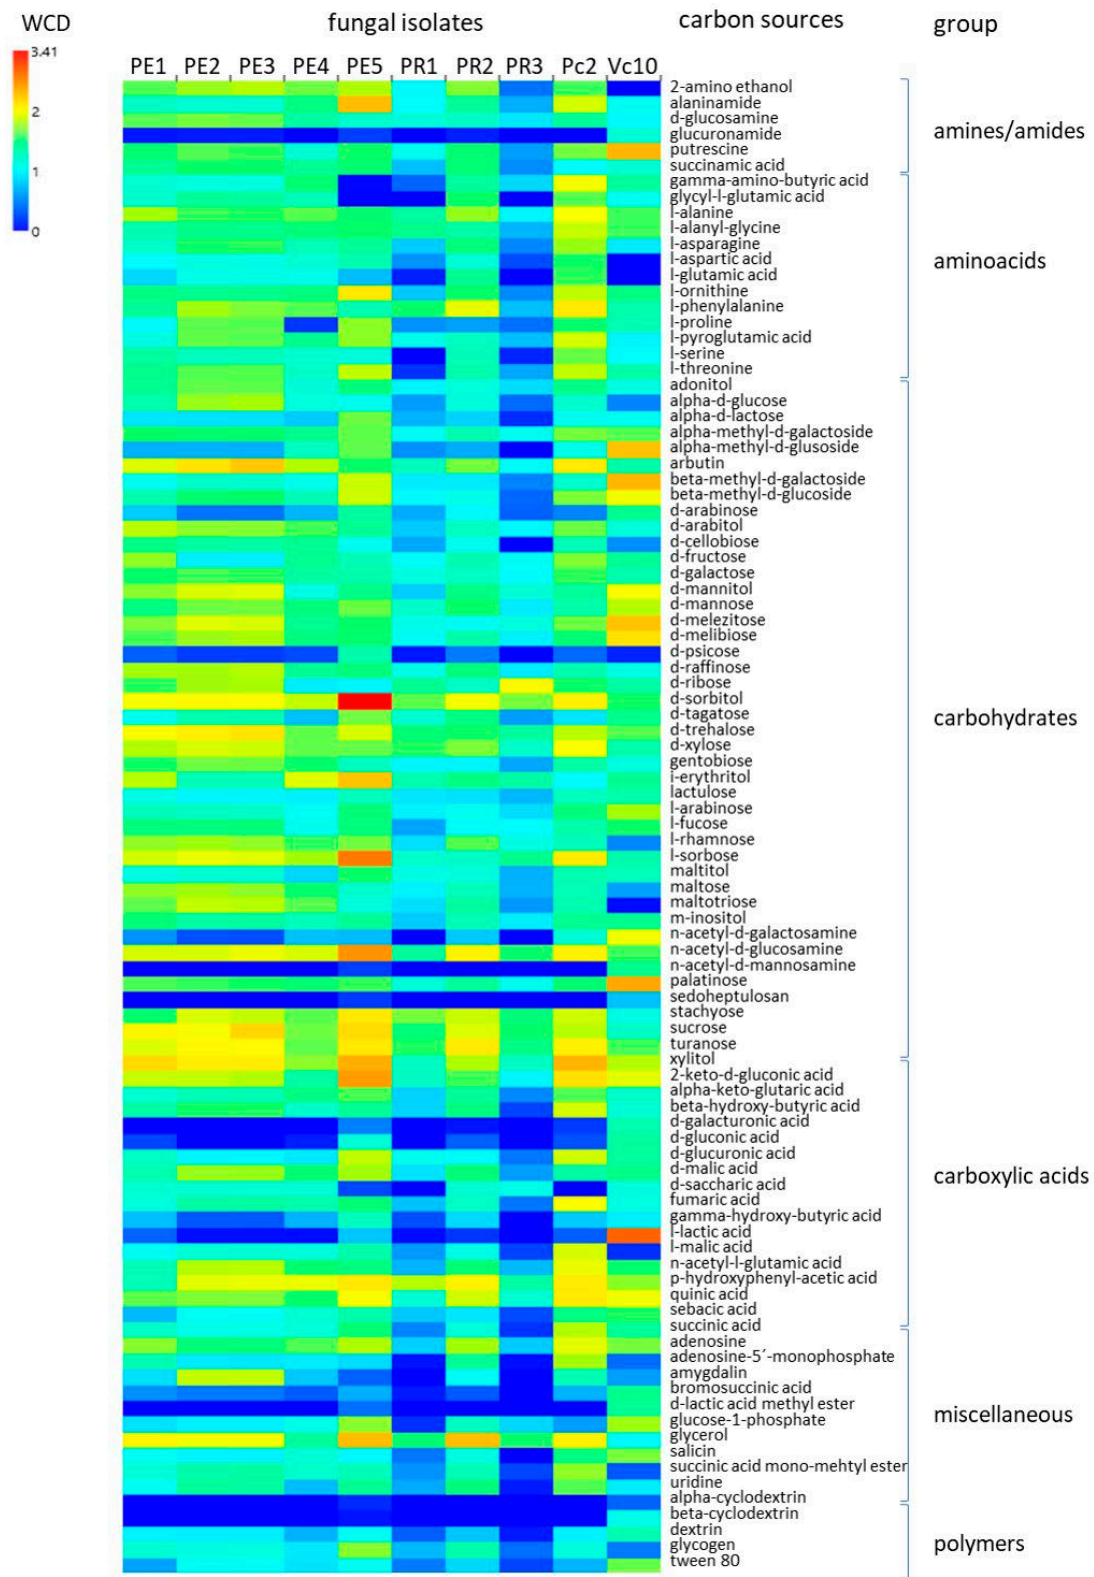 WCD fungal isolates carbon sources group
3.41
2
1
0
PE1 PE2 PE3 PE4 PE5 PR1 PR2 PR3 Pc2 Vc10
2-amino ethanol
alaninamide
d-glucosamine
glucuronamide
putrescine
succinamic acid
amines/amides
gamma-amino-butyric acid
glycyl-l-glutamic acid
l-alanine
l-alanyl-glycine
l-asparagine
l-aspartic acid
l-glutamic acid
l-ornithine
l-phenylalanine
l-proline
l-pyroglutamic acid
l-serine
l-threonine
aminoacids
adonitol
alpha-d-glucose
alpha-d-lactose
alpha-methyl-d-galactoside
alpha-methyl-d-glusoside
arbutin
beta-methyl-d-galactoside
beta-methyl-d-glucoside
d-arabinose
d-arabitol
d-cellobiose
d-fructose
d-galactose
d-mannitol
d-mannose
d-melezitose
d-melibiose
d-psicose
d-raffinose
d-ribose
d-sorbitol
d-tagatose
d-trehalose
d-xylose
gentobiose
i-erythritol
lactulose
l-arabinose
l-fucose
l-rhamnose
l-sorbose
maltitol
maltose
maltotriose
m-inositol
n-acetyl-d-galactosamine
n-acetyl-d-glucosamine
n-acetyl-d-mannosamine
palatinose
sedoheptulosan
stachyose
sucrose
turanose
xylitol
carbohydrates
2-keto-d-gluconic acid
alpha-keto-glutaric acid
beta-hydroxy-butyric acid
d-galacturonic acid
d-gluconic acid
d-glucuronic acid
d-malic acid
d-saccharic acid
fumaric acid
gamma-hydroxy-butyric acid
l-lactic acid
l-malic acid
n-acetyl-l-glutamic acid
p-hydroxyphenyl-acetic acid
quinic acid
sebacic acid
succinic acid
carboxylic acids
adenosine
adenosine-5´-monophosphate
amygdalin
bromosuccinic acid
d-lactic acid methyl ester
glucose-1-phosphate
glycerol
salicin
succinic acid mono-mehtyl ester
uridine
miscellaneous
alpha-cyclodextrin
beta-cyclodextrin
dextrin
glycogen
tween 80
polymers